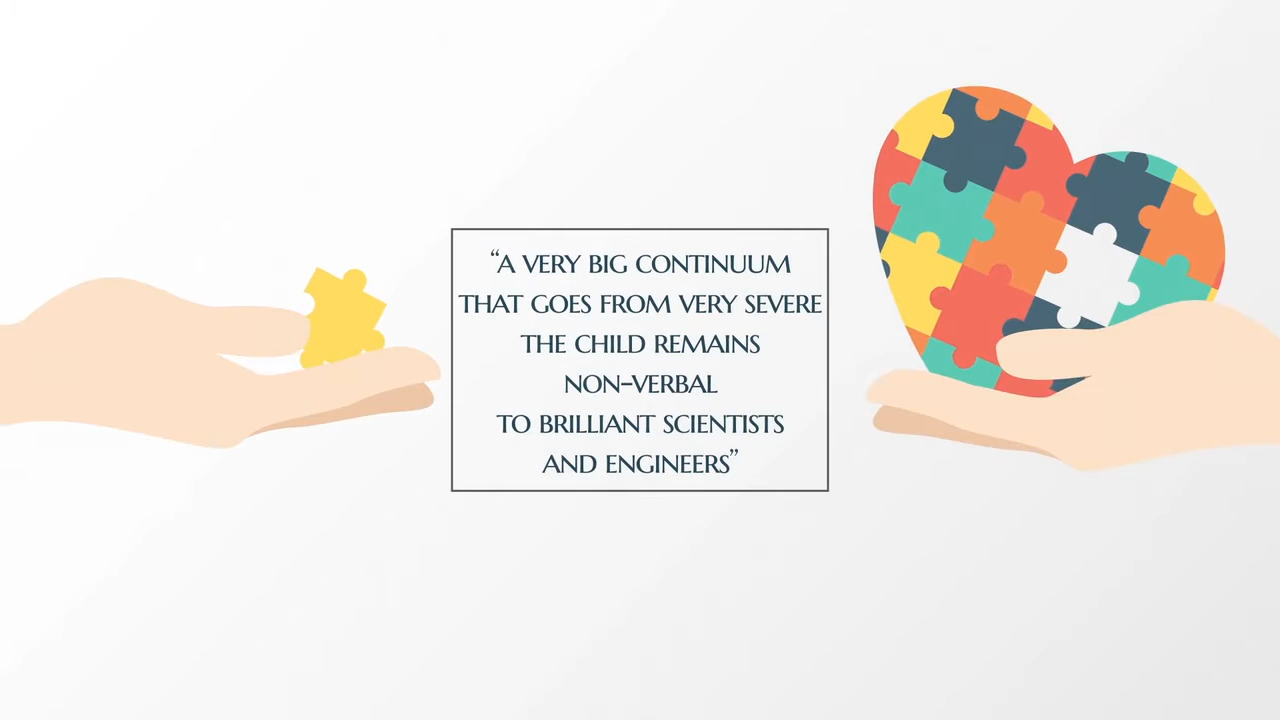 “A VERY BIG CONTINUUM
THAT GOES FROM VERY SEVERE
THE CHILD REMAINS
NON-VERBAL
TO BRILLIANT SCIENTISTS
AND ENGINEERS”